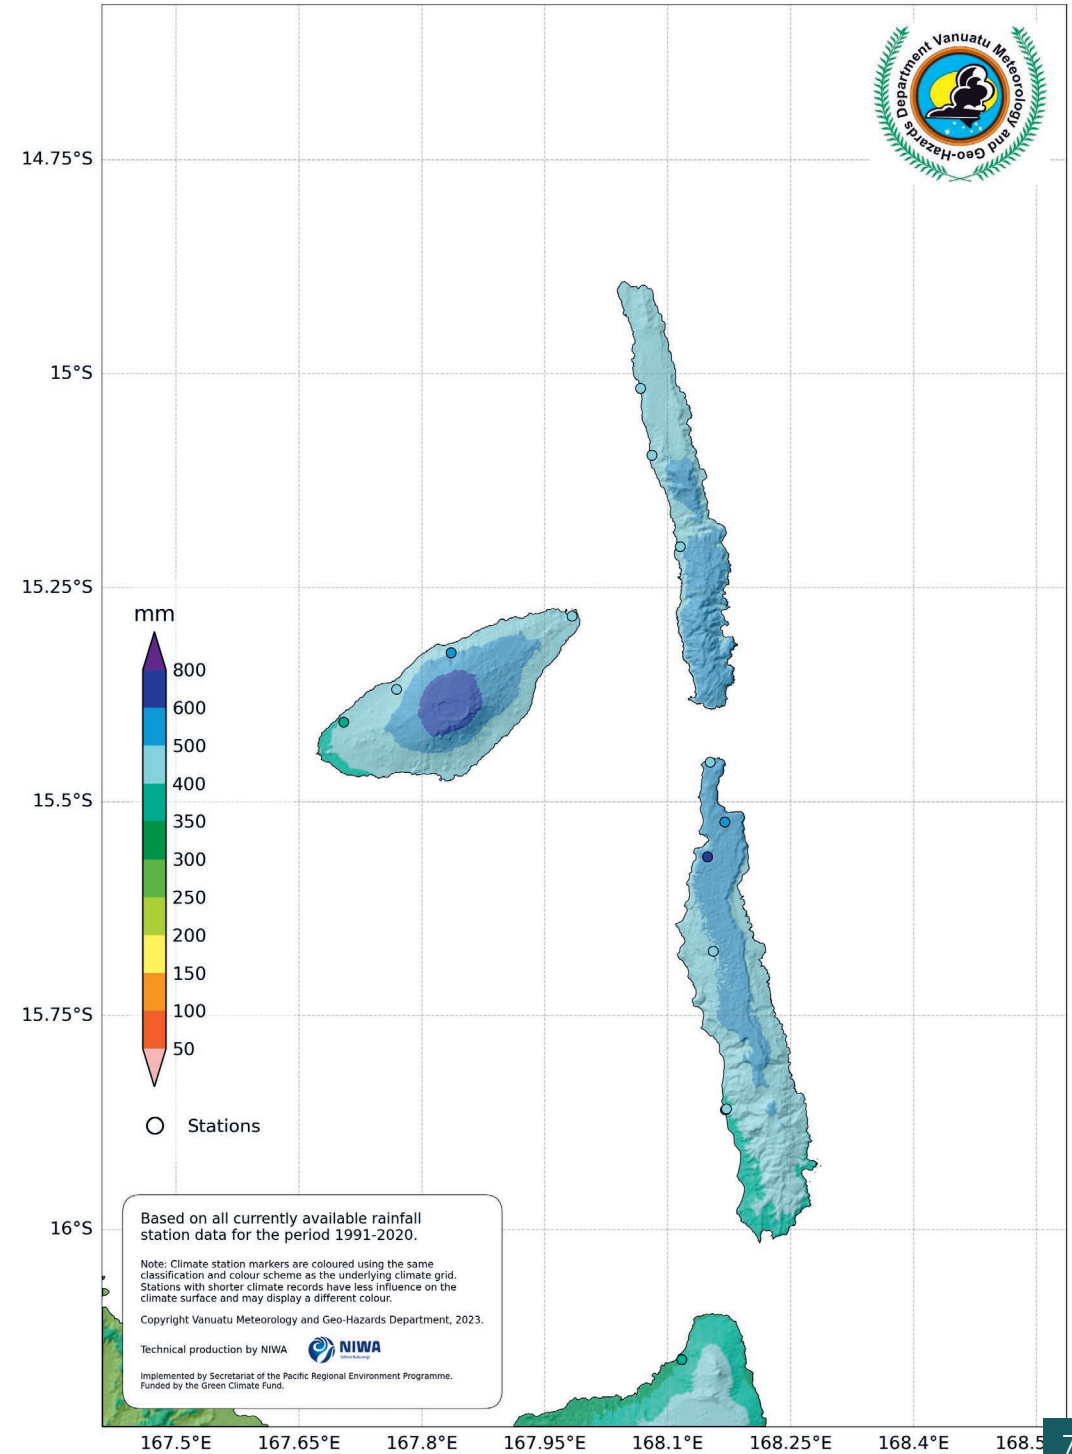 Vanuatu Meteorology and Geo-Hazards Department
14.75°S
15°S
15.25°S
15.5°S
15.75°S
16°S
mm
800
600
500
400
350
300
250
200
150
100
50
Stations
Based on all currently available rainfall
station data for the period 1991-2020.
Note: Climate station markers are coloured using the same
classification and colour scheme as the underlying climate grid.
Stations with shorter climate records have less influence on the
climate surface and may display a different colour.
Copyright Vanuatu Meteorology and Geo-Hazards Department, 2023.
Technical production by NIWA
NIWA
Implemented by Secretariat of the Pacific Regional Environment Programme.
Funded by the Green Climate Fund.
167.5°E 167.65°E 167.8°E 167.95°E 168.1°E 168.25°E 168.4°E 168.5
7